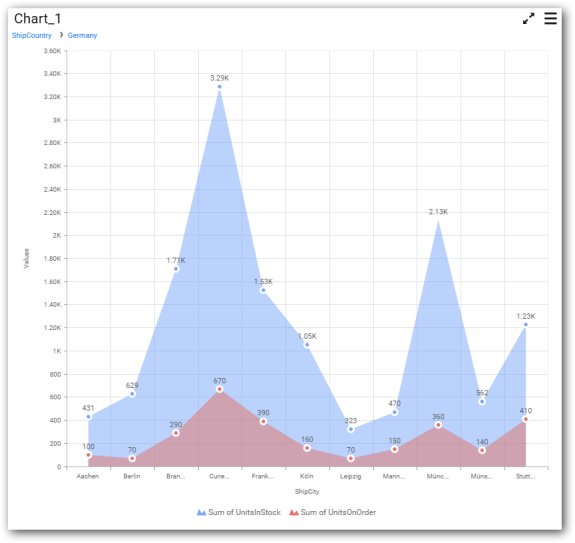 Chart_1
ShipCountry > Germany
3.60K
3.40K
3.20K
3K
2.80K
2.60K
2.40K
2.20K
2K
1.80K
1.60K
1.40K
1.20K
1K
800
600
400
200
0
Values
431 629 1.71K 3.29K 1.53K 1.05K 323 470 2.13K 562 1.23K
100 70 290 670 390 160 70 150 360 140 410
Aachen Berlin Bran... Cune... Frank... Köln Leipzig Mann... Münc... Müns... Stutt...
ShipCity
Sum of UnitsInStock Sum of UnitsOnOrder